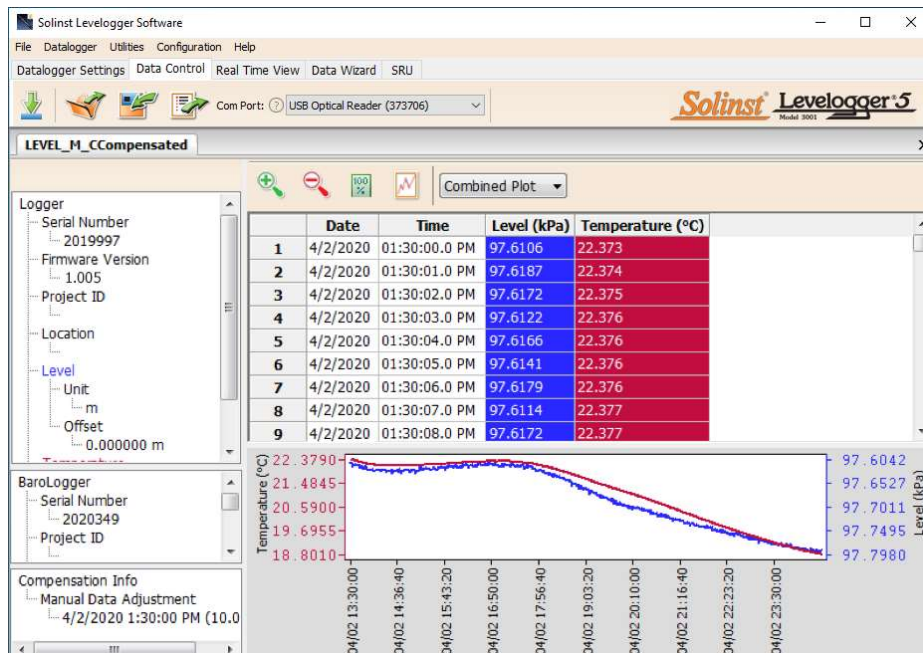 Solinst Levelogger Software
File Datalogger Utilities Configuration Help
Datalogger Settings Data Control Real Time View Data Wizard SRU
Com Port: ? USB Optical Reader (373706)
Solinst Levelogger 5
Model 3001
LEVEL_M_CCompensated
100 %
Combined Plot
Logger
Serial Number
2019997
Firmware Version
1.005
Project ID
Location
Level
Unit
m
Offset
0.000000 m
BaroLogger
Serial Number
2020349
Project ID
Compensation Info
Manual Data Adjustment
4/2/2020 1:30:00 PM (10.0
Date Time Level (kPa) Temperature (°C)
1 4/2/2020 01:30:00.0 PM 97.6106 22.373
2 4/2/2020 01:30:01.0 PM 97.6187 22.374
3 4/2/2020 01:30:02.0 PM 97.6172 22.375
4 4/2/2020 01:30:03.0 PM 97.6122 22.376
5 4/2/2020 01:30:04.0 PM 97.6166 22.376
6 4/2/2020 01:30:05.0 PM 97.6141 22.376
7 4/2/2020 01:30:06.0 PM 97.6179 22.376
8 4/2/2020 01:30:07.0 PM 97.6114 22.377
9 4/2/2020 01:30:08.0 PM 97.6172 22.377
Temperature (°C)
22.3790
21.4845
20.5900
19.6955
18.8010
97.6042
97.6527
97.7011
97.7495
97.7980
Level (kPa)
04/02 13:30:00
04/02 14:36:40
04/02 15:43:20
04/02 16:50:00
04/02 17:56:40
04/02 19:03:20
04/02 20:10:00
04/02 21:16:40
04/02 22:23:20
04/02 23:30:00